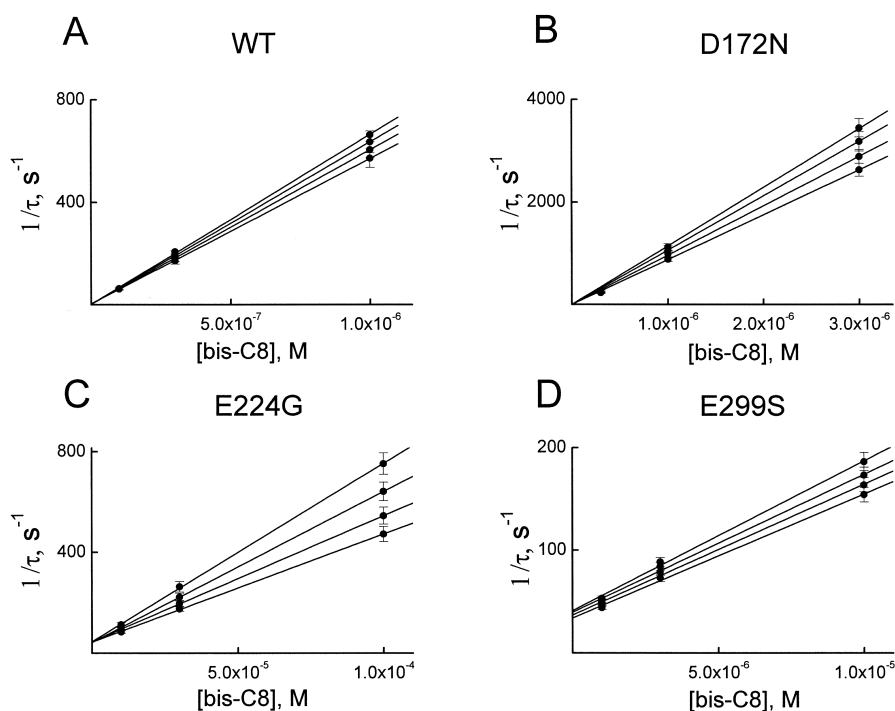 A
WT
800
400
1/τ, s⁻¹
5.0x10⁻⁷
1.0x10⁻⁶
[bis-C8], M
B
D172N
4000
2000
1/τ, s⁻¹
1.0x10⁻⁶
2.0x10⁻⁶
3.0x10⁻⁶
[bis-C8], M
C
E224G
800
400
1/τ, s⁻¹
5.0x10⁻⁵
1.0x10⁻⁴
[bis-C8], M
D
E299S
200
100
1/τ, s⁻¹
5.0x10⁻⁶
1.0x10⁻⁵
[bis-C8], M